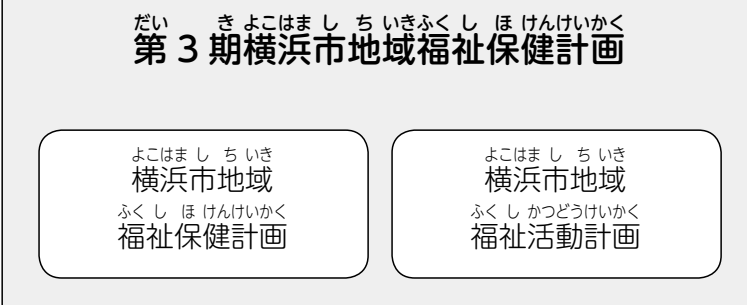 だい き よこはま し ち いきふく し ほ けんけいかく
第3期横浜市地域福祉保健計画
よこはま し ち いき
横浜市地域
ふく し ほ けんけいかく
福祉保健計画
よこはま し ち いき
横浜市地域
ふく し かつどうけいかく
福祉活動計画